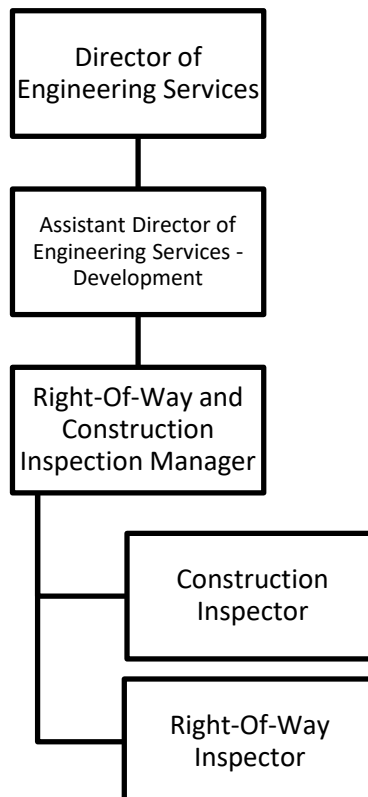 Director of
Engineering Services
Assistant Director of
Engineering Services -
Development
Right-Of-Way and
Construction
Inspection Manager
Construction
Inspector
Right-Of-Way
Inspector